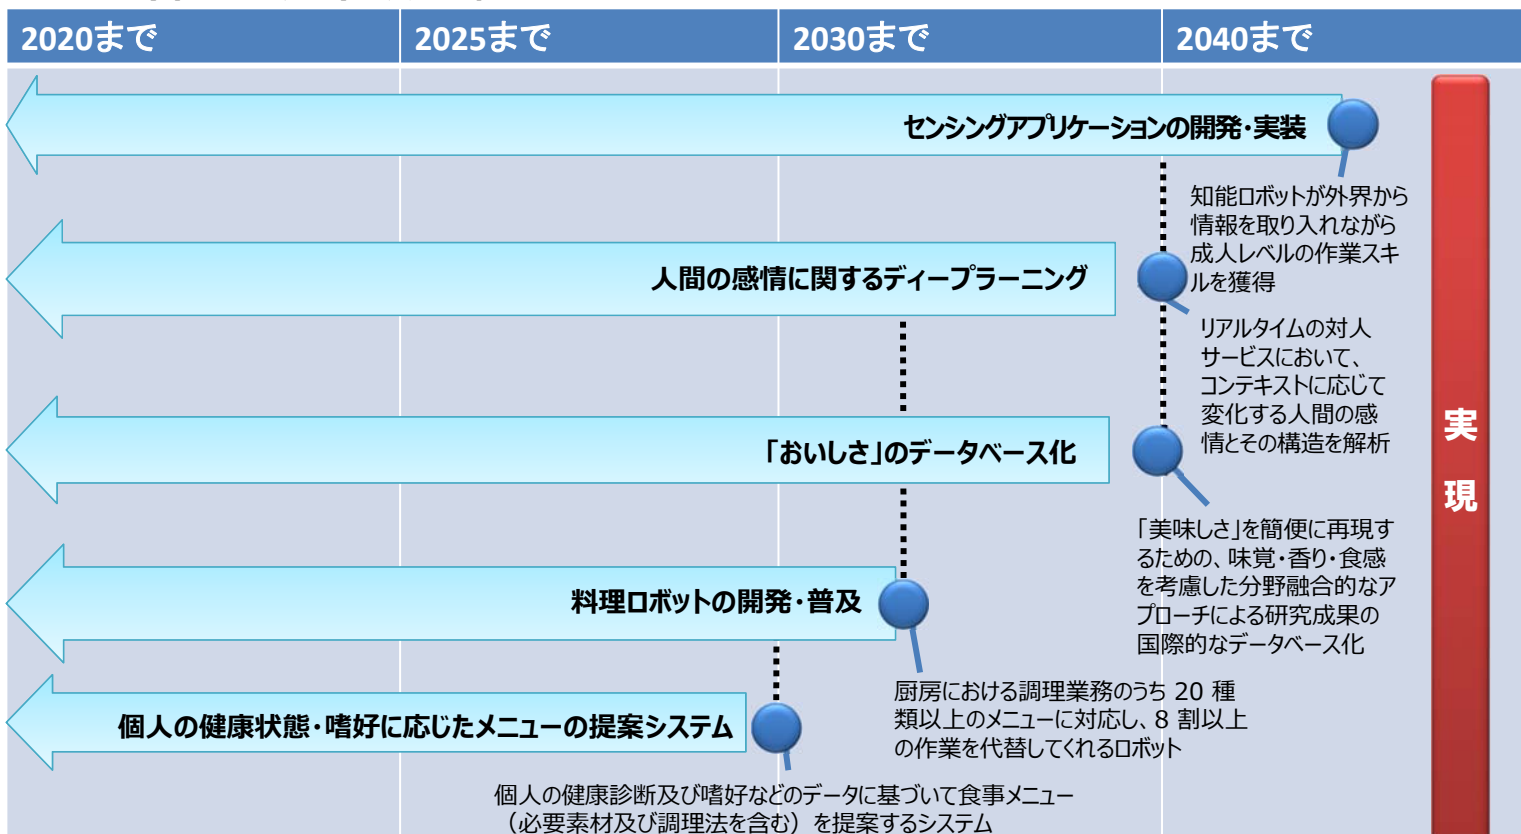 2020まで
2025まで
2030まで
2040まで
センシングアプリケーションの開発・実装
知能ロボットが外界から
情報を取り入れながら
成人レベルの作業スキ
ルを獲得
人間の感情に関するディープラーニング
リアルタイムの対人
サービスにおいて、
コンテキストに応じて
変化する人間の感
情とその構造を解析
「おいしさ」のデータベース化
「美味しさ」を簡便に再現す
るための、味覚・香り・食感
を考慮した分野融合的なア
プローチによる研究成果の
国際的なデータベース化
料理ロボットの開発・普及
厨房における調理業務のうち 20 種
類以上のメニューに対応し、8 割以上
の作業を代替してくれるロボット
個人の健康状態・嗜好に応じたメニューの提案システム
個人の健康診断及び嗜好などのデータに基づいて食事メニュー
（必要素材及び調理法を含む）を提案するシステム
実
現